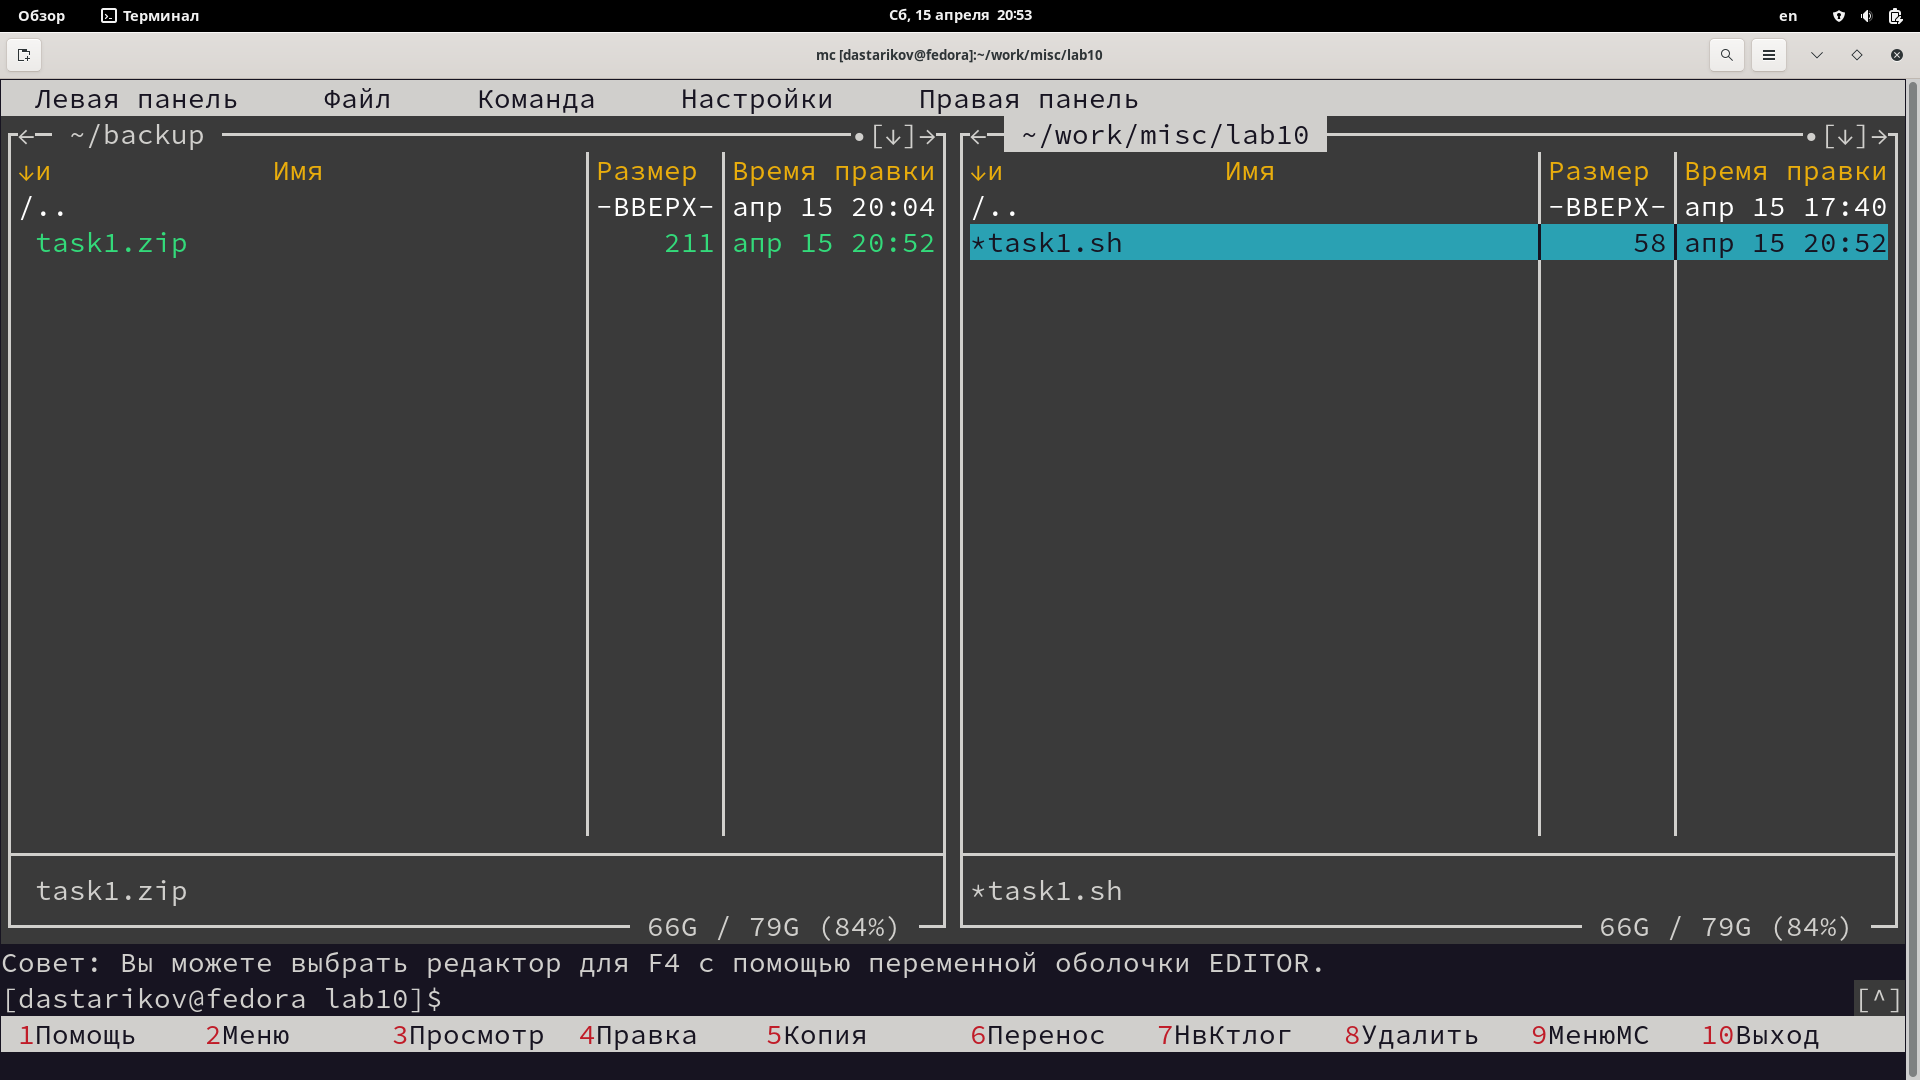 Обзор Терминал Сб, 15 апреля 20:53 en
mc [dastarikov@fedora]:~/work/misc/lab10
Левая панель Файл Команда Настройки Правая панель
←─ ~/backup ─•[↓]→ ←─ ~/work/misc/lab10 ─•[↓]→
↓и Имя Размер Время правки ↓и Имя Размер Время правки
/.. -ВВЕРХ- апр 15 20:04 /.. -ВВЕРХ- апр 15 17:40
task1.zip 211 апр 15 20:52 *task1.sh 58 апр 15 20:52
task1.zip *task1.sh
66G / 79G (84%) 66G / 79G (84%)
Совет: Вы можете выбрать редактор для F4 с помощью переменной оболочки EDITOR.
[dastarikov@fedora lab10]$ [^]
1Помощь 2Меню 3Просмотр 4Правка 5Копия 6Перенос 7НвКтлог 8Удалить 9МенюМС 10Выход